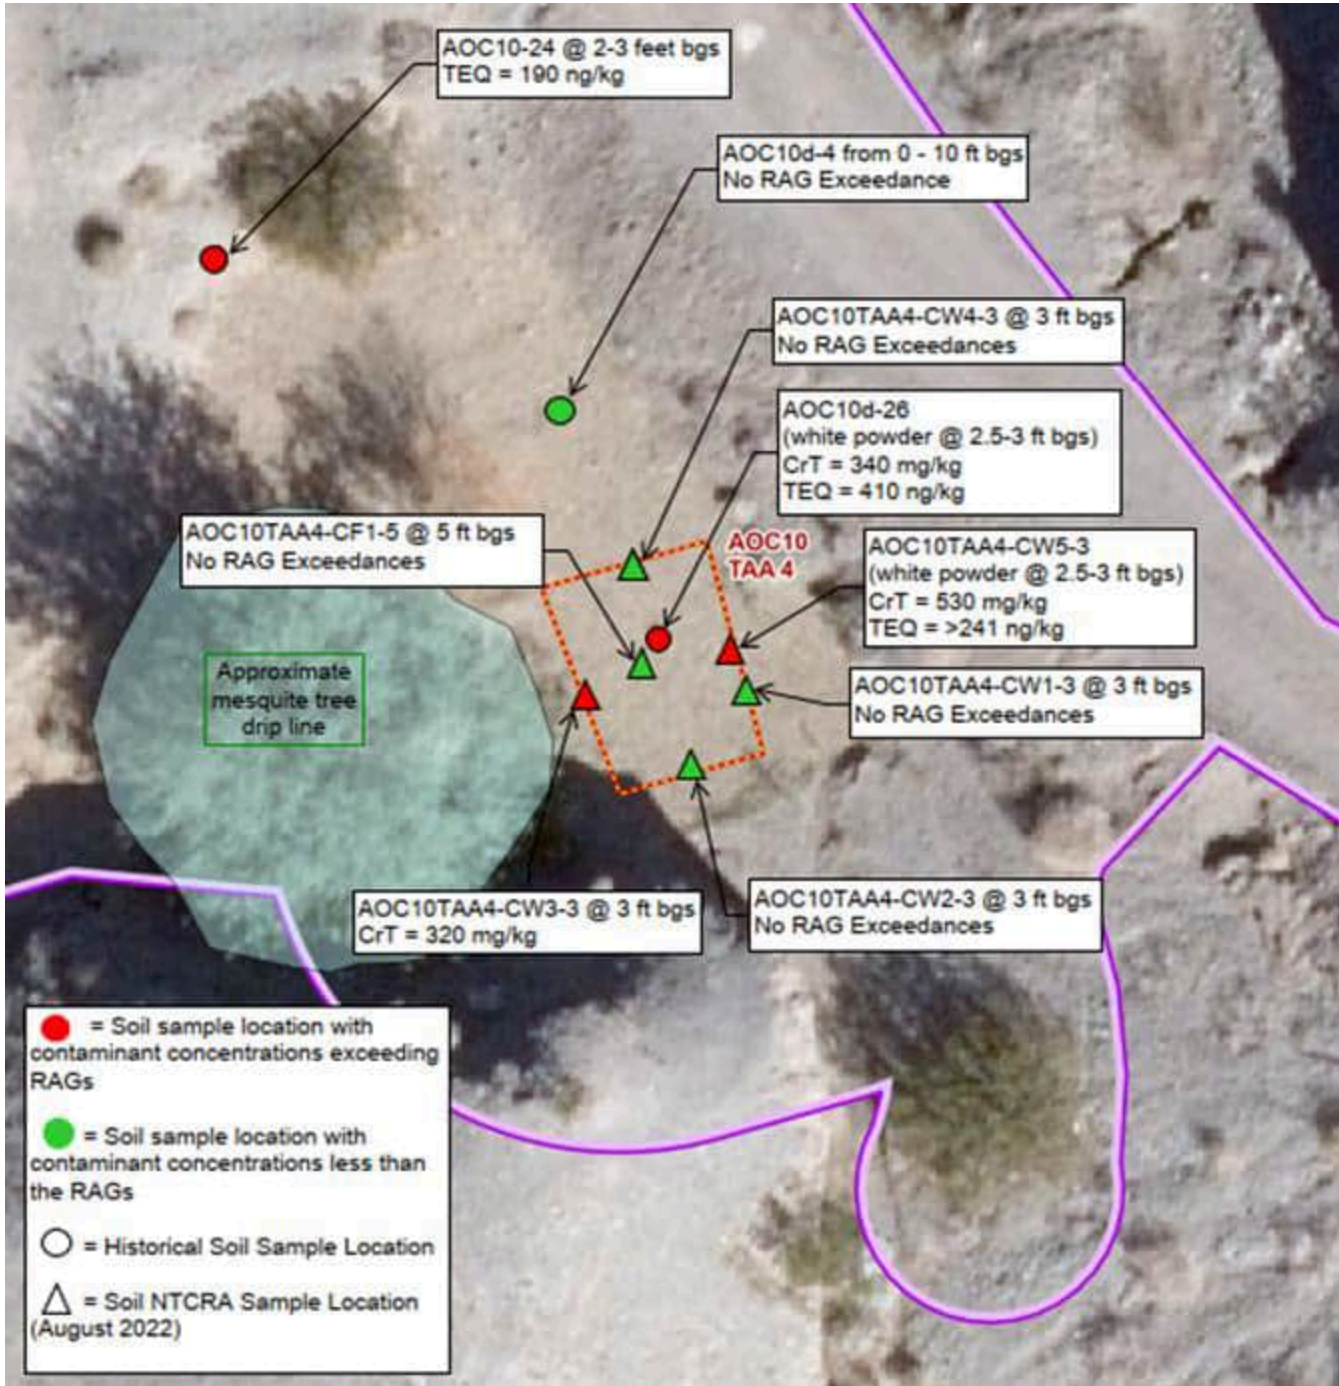 AOC10-24 @ 2-3 feet bgs
TEQ = 190 ng/kg
AOC10d-4 from 0 - 10 ft bgs
No RAG Exceedance
AOC10TAA4-CW4-3 @ 3 ft bgs
No RAG Exceedances
AOC10d-26
(white powder @ 2.5-3 ft bgs)
CrT = 340 mg/kg
TEQ = 410 ng/kg
AOC10TAA4-CF1-5 @ 5 ft bgs
No RAG Exceedances
AOC10
TAA 4
AOC10TAA4-CW5-3
(white powder @ 2.5-3 ft bgs)
CrT = 530 mg/kg
TEQ = >241 ng/kg
Approximate
mesquite tree
drip line
AOC10TAA4-CW1-3 @ 3 ft bgs
No RAG Exceedances
AOC10TAA4-CW3-3 @ 3 ft bgs
CrT = 320 mg/kg
AOC10TAA4-CW2-3 @ 3 ft bgs
No RAG Exceedances
= Soil sample location with
contaminant concentrations exceeding
RAGs
= Soil sample location with
contaminant concentrations less than
the RAGs
= Historical Soil Sample Location
= Soil NTCRA Sample Location
(August 2022)